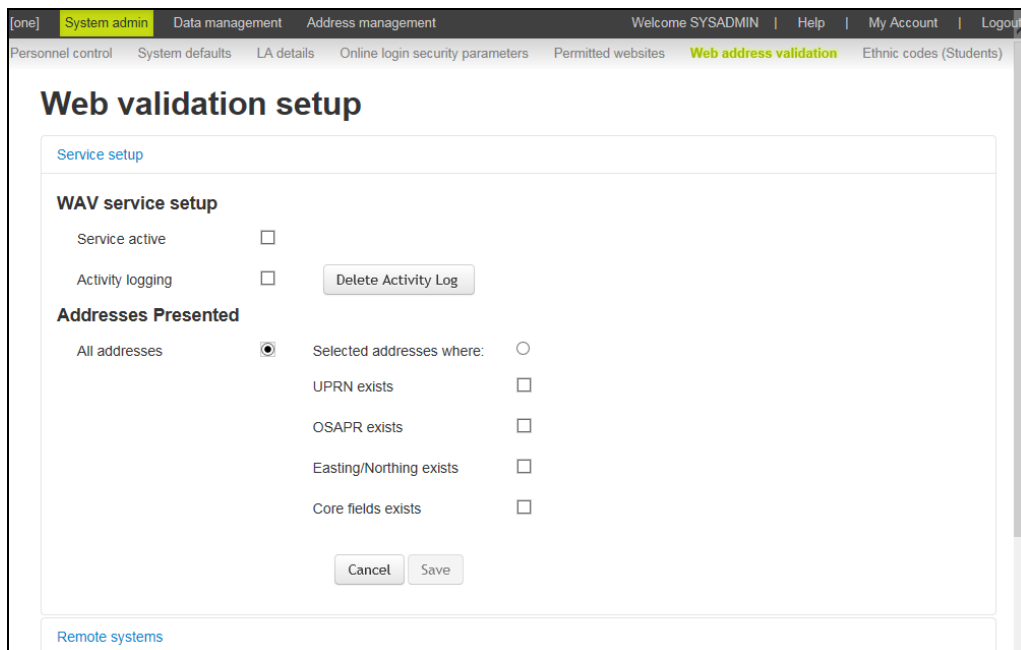 [one] System admin Data management Address management Welcome SYSADMIN | Help | My Account | Logout
Personnel control System defaults LA details Online login security parameters Permitted websites Web address validation Ethnic codes (Students)
Web validation setup
Service setup
WAV service setup
Service active
Activity logging Delete Activity Log
Addresses Presented
All addresses Selected addresses where:
UPRN exists
OSAPR exists
Easting/Northing exists
Core fields exists
Cancel Save
Remote systems